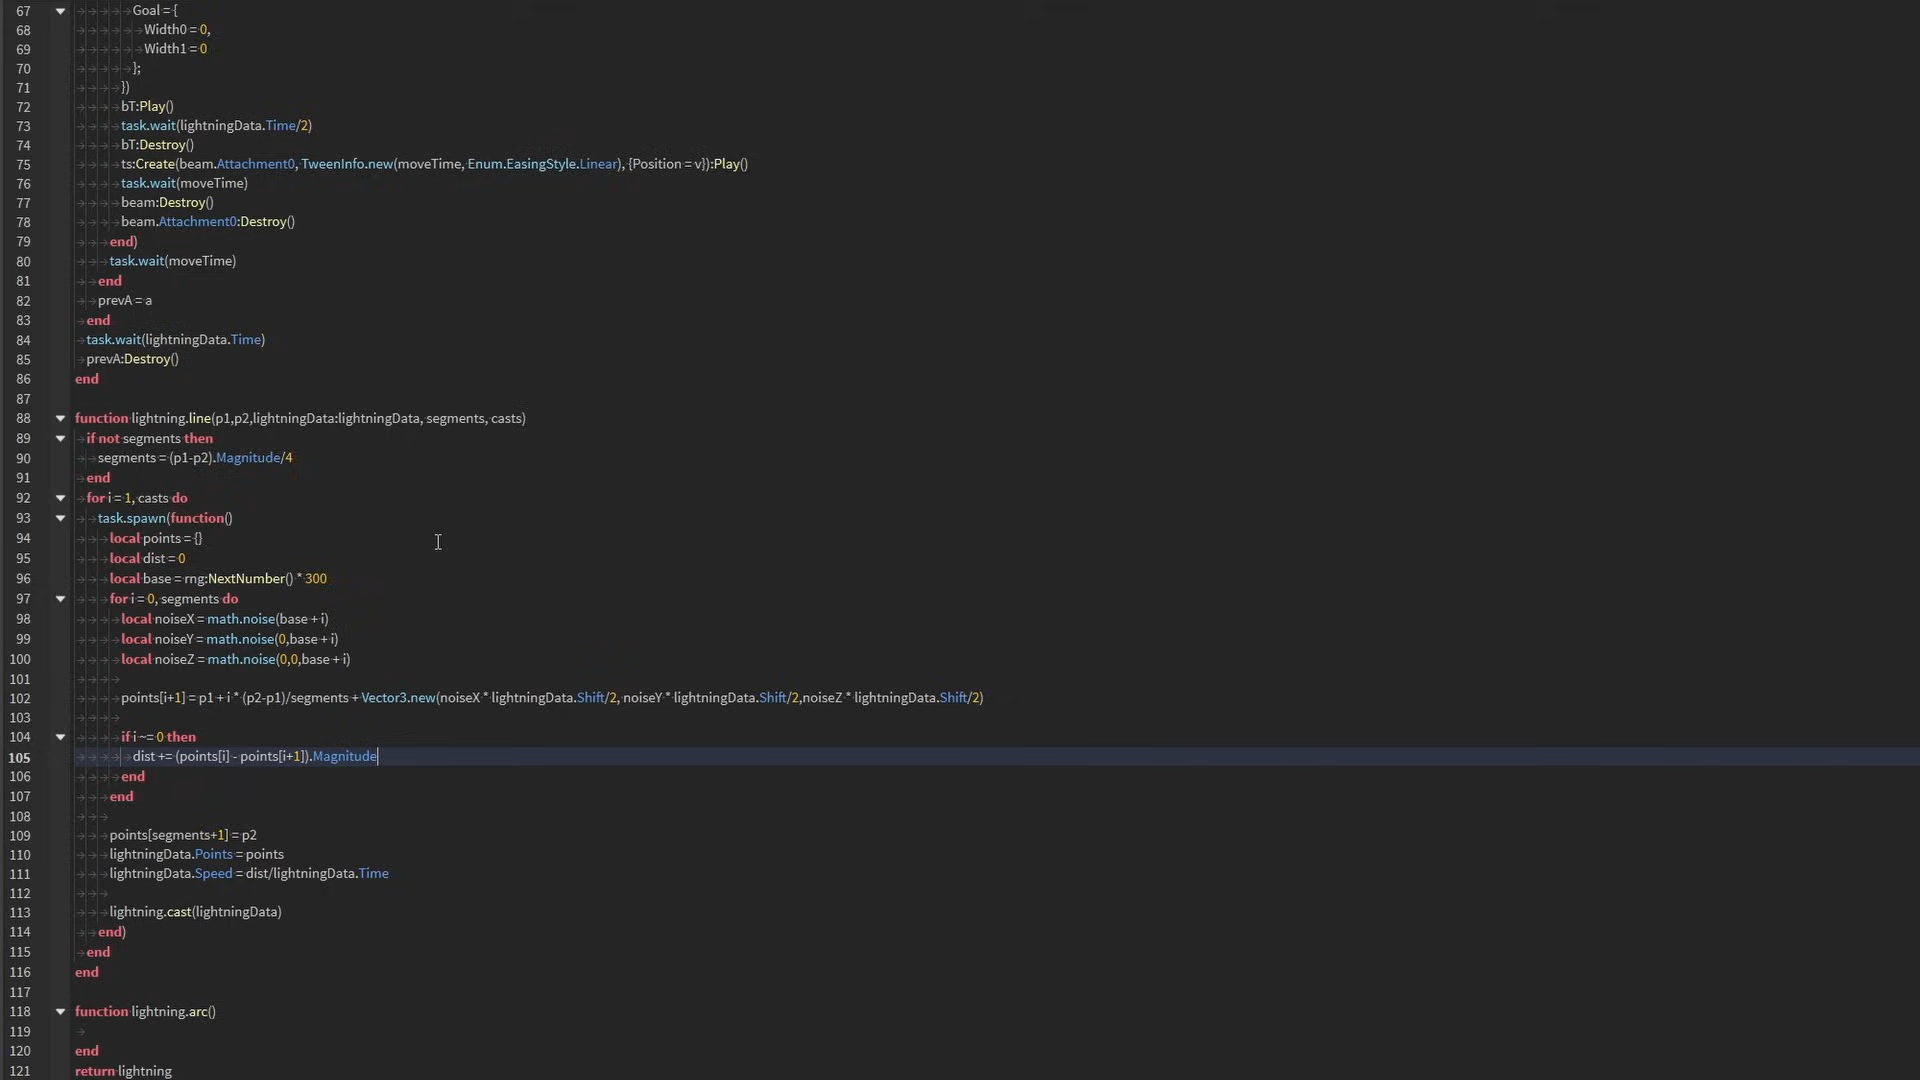 67 Goal = {
68 Width0 = 0,
69 Width1 = 0
70 };
71 })
72 bT:Play()
73 task.wait(lightningData.Time/2)
74 bT:Destroy()
75 ts:Create(beam.Attachment0, TweenInfo.new(moveTime, Enum.EasingStyle.Linear), {Position = v}):Play()
76 task.wait(moveTime)
77 beam:Destroy()
78 beam.Attachment0:Destroy()
79 end)
80 task.wait(moveTime)
81 end
82 prevA = a
83 end
84 task.wait(lightningData.Time)
85 prevA:Destroy()
86 end
87
88 function lightning.line(p1,p2,lightningData:lightningData, segments, casts)
89 if not segments then
90 segments = (p1-p2).Magnitude/4
91 end
92 for i = 1, casts do
93 task.spawn(function()
94 local points = {}
95 local dist = 0
96 local base = rng:NextNumber() * 300
97 for i = 0, segments do
98 local noiseX = math.noise(base + i)
99 local noiseY = math.noise(0,base + i)
100 local noiseZ = math.noise(0,0,base + i)
101
102 points[i+1] = p1 + i * (p2-p1)/segments + Vector3.new(noiseX * lightningData.Shift/2, noiseY * lightningData.Shift/2,noiseZ * lightningData.Shift/2)
103
104 if i ~= 0 then
105 dist += (points[i] - points[i+1]).Magnitude
106 end
107 end
108
109 points[segments+1] = p2
110 lightningData.Points = points
111 lightningData.Speed = dist/lightningData.Time
112
113 lightning.cast(lightningData)
114 end)
115 end
116 end
117
118 function lightning.arc()
119
120 end
121 return lightning